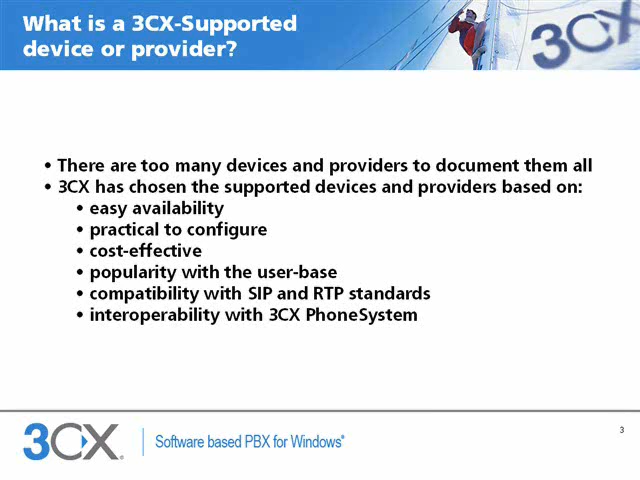 What is a 3CX-Supported
device or provider?
3CX
• There are too many devices and providers to document them all
• 3CX has chosen the supported devices and providers based on:
• easy availability
• practical to configure
• cost-effective
• popularity with the user-base
• compatibility with SIP and RTP standards
• interoperability with 3CX PhoneSystem
3
3CX®
Software based PBX for Windows®